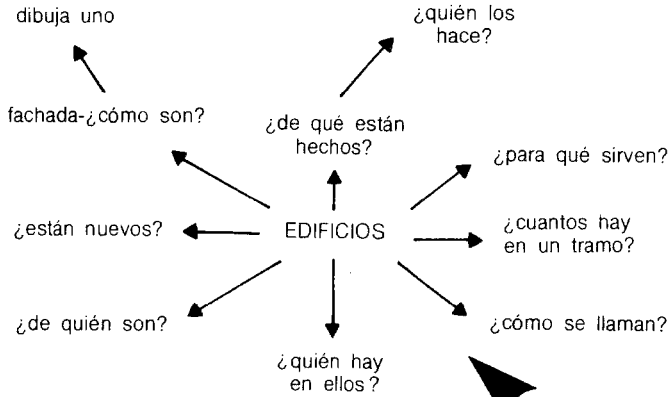 dibuja uno
¿quién los
hace?
fachada-¿cómo son?
¿de qué están
hechos?
¿para qué sirven?
¿están nuevos?
EDIFICIOS
¿cuantos hay
en un tramo?
¿de quién son?
¿cómo se llaman?
¿quién hay
en ellos?